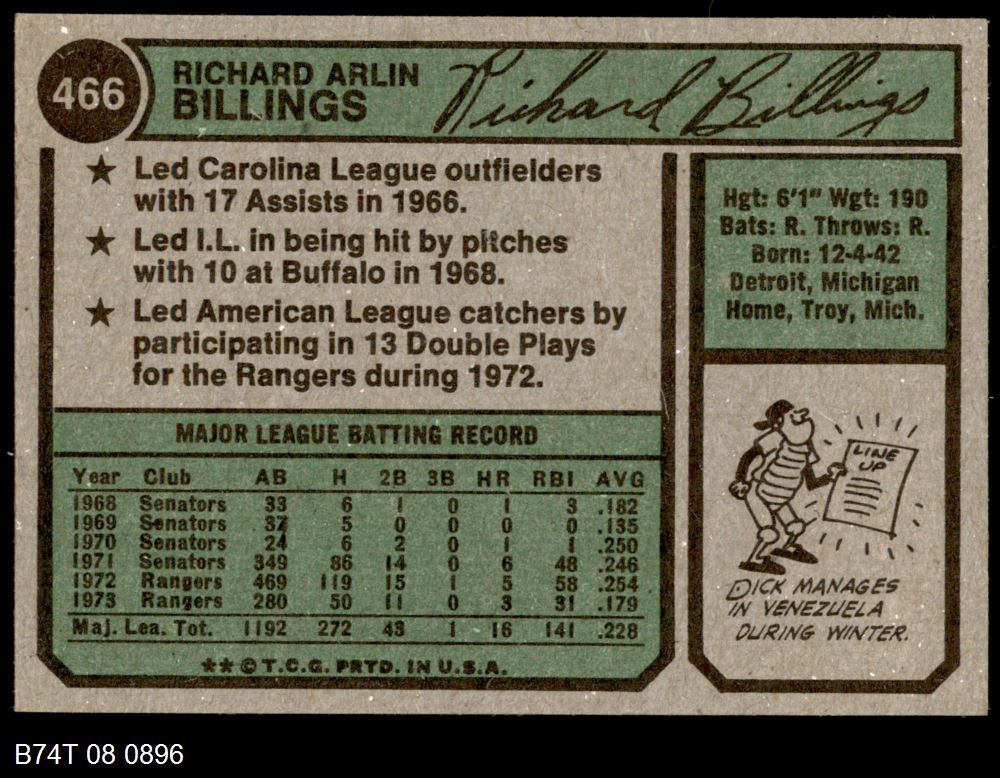 466
RICHARD ARLIN
BILLINGS
Richard Billings
★ Led Carolina League outfielders
with 17 Assists in 1966.
★ Led I.L. in being hit by pitches
with 10 at Buffalo in 1968.
★ Led American League catchers by
participating in 13 Double Plays
for the Rangers during 1972.
Hgt: 6'1" Wgt: 190
Bats: R. Throws: R.
Born: 12-4-42
Detroit, Michigan
Home, Troy, Mich.
MAJOR LEAGUE BATTING RECORD
Year Club AB H 2B 3B HR RBI AVG
1968 Senators 33 6 1 0 1 3 .182
1969 Senators 37 5 0 0 0 0 .135
1970 Senators 24 6 2 0 1 1 .250
1971 Senators 349 86 14 0 6 48 .246
1972 Rangers 469 119 15 1 5 58 .254
1973 Rangers 280 50 11 0 3 31 .179
Maj. Lea. Tot. 1192 272 43 1 16 141 .228
★★ © T.C.G. PRTD. IN U.S.A.
LINE
UP
DICK MANAGES
IN VENEZUELA
DURING WINTER.
B74T 08 0896